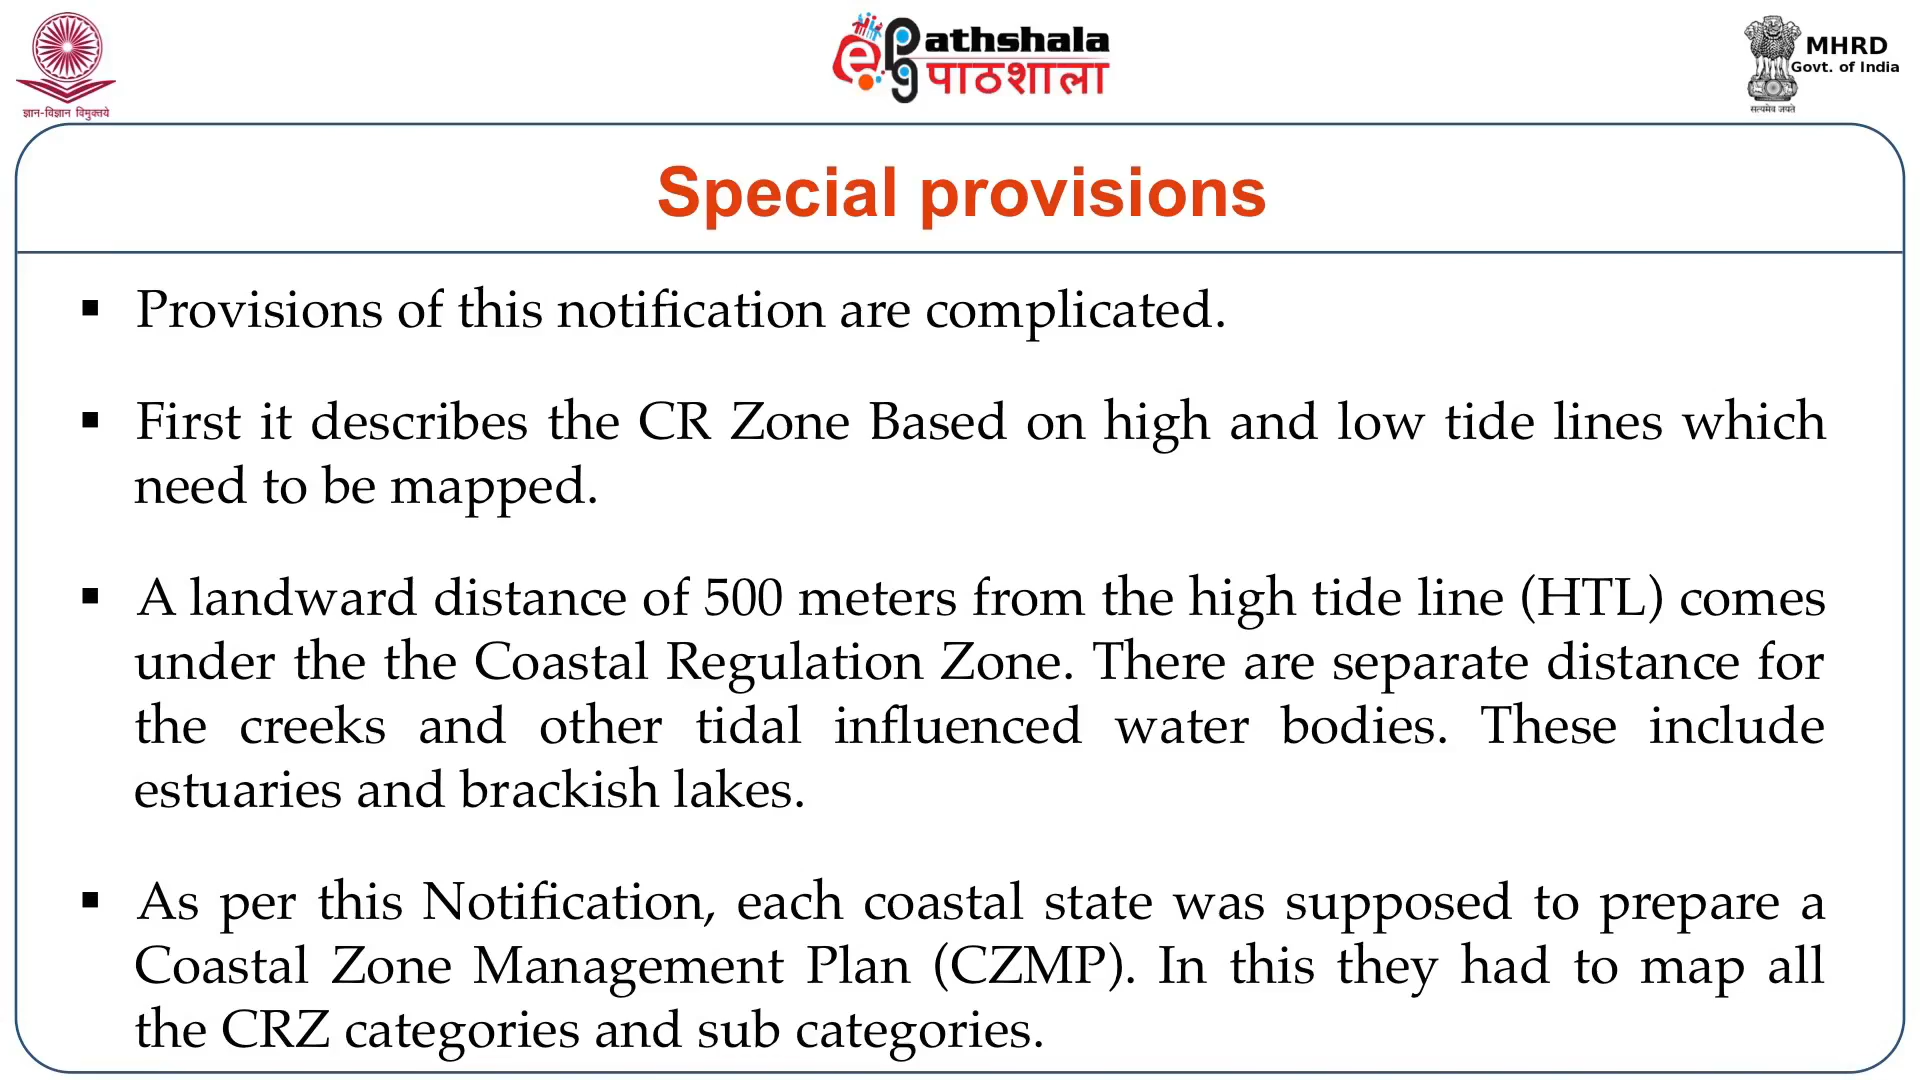 ज्ञान-विज्ञान विमुक्तये
e
Pathshala
pg पाठशाला
MHRD
Govt. of India
सत्यमेव जयते
Special provisions
▪ Provisions of this notification are complicated.
▪ First it describes the CR Zone Based on high and low tide lines which
need to be mapped.
▪ A landward distance of 500 meters from the high tide line (HTL) comes
under the the Coastal Regulation Zone. There are separate distance for
the creeks and other tidal influenced water bodies. These include
estuaries and brackish lakes.
▪ As per this Notification, each coastal state was supposed to prepare a
Coastal Zone Management Plan (CZMP). In this they had to map all
the CRZ categories and sub categories.